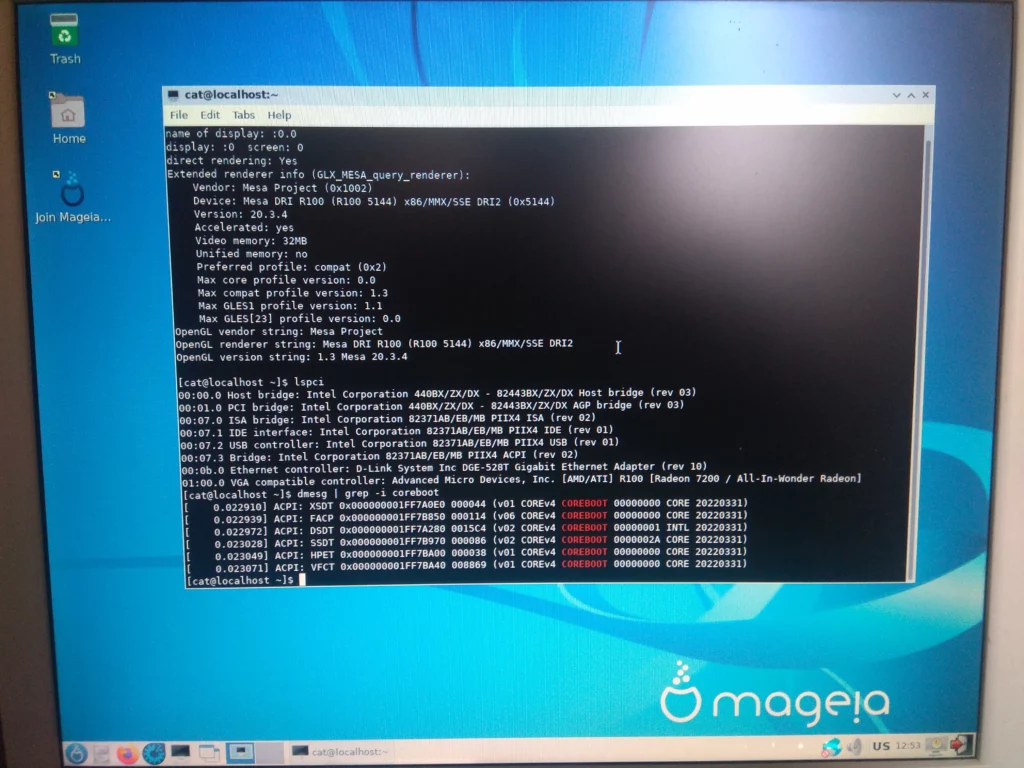 Trash
Home
Join Mageia...
cat@localhost:~
File Edit Tabs Help
name of display: :0.0
display: :0  screen: 0
direct rendering: Yes
Extended renderer info (GLX_MESA_query_renderer):
    Vendor: Mesa Project (0x1002)
    Device: Mesa DRI R100 (R100 5144) x86/MMX/SSE DRI2 (0x5144)
    Version: 20.3.4
    Accelerated: yes
    Video memory: 32MB
    Unified memory: no
    Preferred profile: compat (0x2)
    Max core profile version: 0.0
    Max compat profile version: 1.3
    Max GLES1 profile version: 1.1
    Max GLES[23] profile version: 0.0
OpenGL vendor string: Mesa Project
OpenGL renderer string: Mesa DRI R100 (R100 5144) x86/MMX/SSE DRI2
OpenGL version string: 1.3 Mesa 20.3.4
[cat@localhost ~]$ lspci
00:00.0 Host bridge: Intel Corporation 440BX/ZX/DX - 82443BX/ZX/DX Host bridge (rev 03)
00:01.0 PCI bridge: Intel Corporation 440BX/ZX/DX - 82443BX/ZX/DX AGP bridge (rev 03)
00:07.0 ISA bridge: Intel Corporation 82371AB/EB/MB PIIX4 ISA (rev 02)
00:07.1 IDE interface: Intel Corporation 82371AB/EB/MB PIIX4 IDE (rev 01)
00:07.2 USB controller: Intel Corporation 82371AB/EB/MB PIIX4 USB (rev 01)
00:07.3 Bridge: Intel Corporation 82371AB/EB/MB PIIX4 ACPI (rev 02)
00:0b.0 Ethernet controller: D-Link System Inc DGE-528T Gigabit Ethernet Adapter (rev 10)
01:00.0 VGA compatible controller: Advanced Micro Devices, Inc. [AMD/ATI] R100 [Radeon 7200 / All-In-Wonder Radeon]
[cat@localhost ~]$ dmesg | grep -i coreboot
[    0.022910] ACPI: XSDT 0x000000001FF7A0E0 000044 (v01 COREv4 COREBOOT 00000000 CORE 20220331)
[    0.022939] ACPI: FACP 0x000000001FF7B850 000114 (v06 COREv4 COREBOOT 00000000 CORE 20220331)
[    0.022972] ACPI: DSDT 0x000000001FF7A280 0015C4 (v02 COREv4 COREBOOT 00000001 INTL 20220331)
[    0.023028] ACPI: SSDT 0x000000001FF7B970 000086 (v02 COREv4 COREBOOT 0000002A CORE 20220331)
[    0.023049] ACPI: HPET 0x000000001FF7BA00 000038 (v01 COREv4 COREBOOT 00000000 CORE 20220331)
[    0.023071] ACPI: VFCT 0x000000001FF7BA40 008869 (v01 COREv4 COREBOOT 00000000 CORE 20220331)
[cat@localhost ~]$
mageia
cat@localhost:~
US 12:53